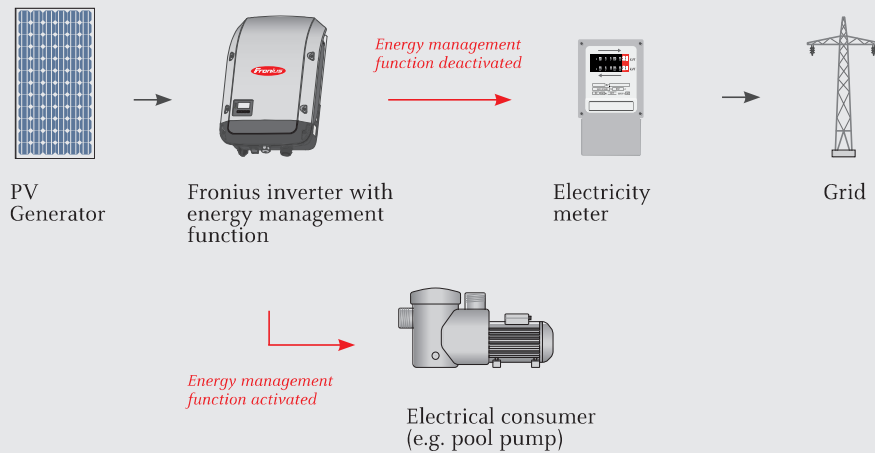 Energy management
function deactivated
Fronius
PV
Generator
Fronius inverter with
energy management
function
Electricity
meter
Grid
Energy management
function activated
Electrical consumer
(e.g. pool pump)